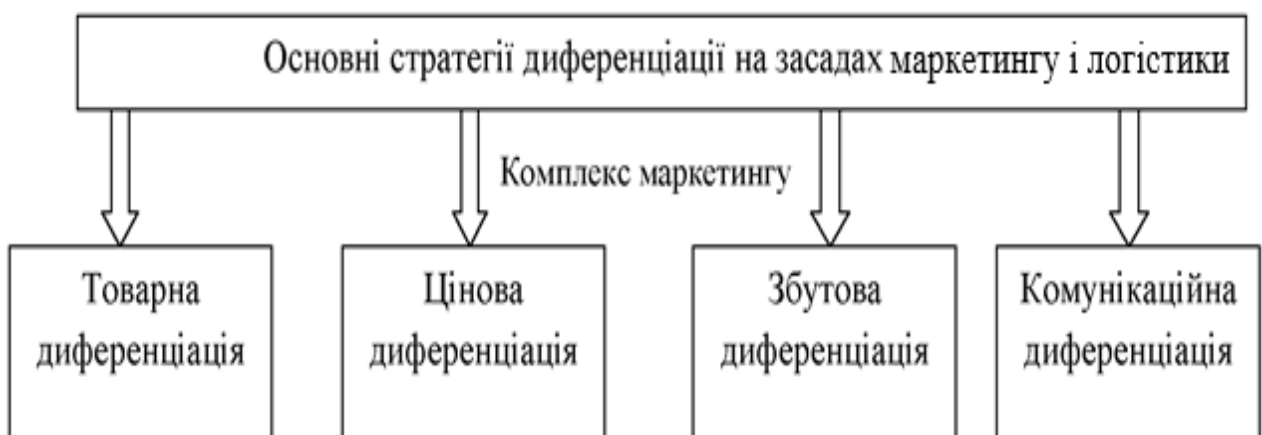 Основні стратегії диференціації на засадах маркетингу і логістики
Комплекс маркетингу
Товарна
диференціація
Цінова
диференціація
Збутова
диференціація
Комунікаційна
диференціація